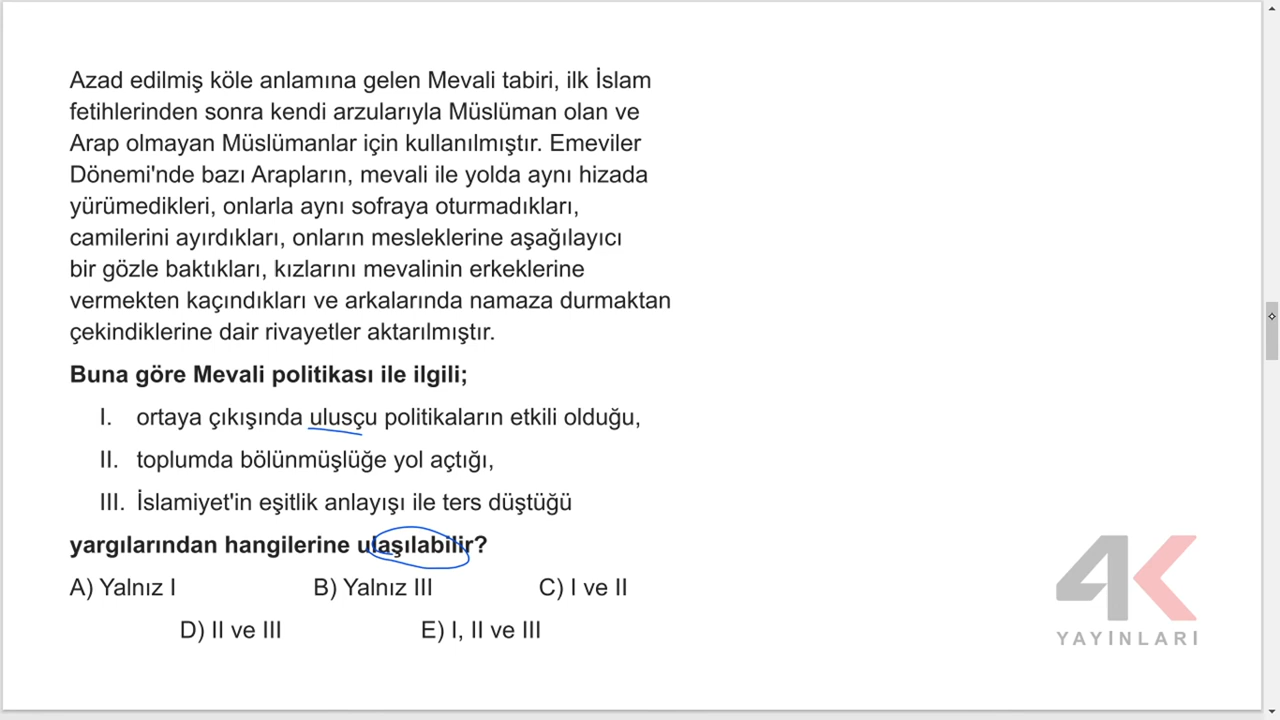 Azad edilmiş köle anlamına gelen Mevali tabiri, ilk İslam
fetihlerinden sonra kendi arzularıyla Müslüman olan ve
Arap olmayan Müslümanlar için kullanılmıştır. Emeviler
Dönemi'nde bazı Arapların, mevali ile yolda aynı hizada
yürümedikleri, onlarla aynı sofraya oturmadıkları,
camilerini ayırdıkları, onların mesleklerine aşağılayıcı
bir gözle baktıkları, kızlarını mevalinin erkeklerine
vermekten kaçındıkları ve arkalarında namaza durmaktan
çekindiklerine dair rivayetler aktarılmıştır.
Buna göre Mevali politikası ile ilgili;
I. ortaya çıkışında ulusçu politikaların etkili olduğu,
II. toplumda bölünmüşlüğe yol açtığı,
III. İslamiyet'in eşitlik anlayışı ile ters düştüğü
yargılarından hangilerine ulaşılabilir?
A) Yalnız I B) Yalnız III C) I ve II
D) II ve III E) I, II ve III
4K
YAYINLARI